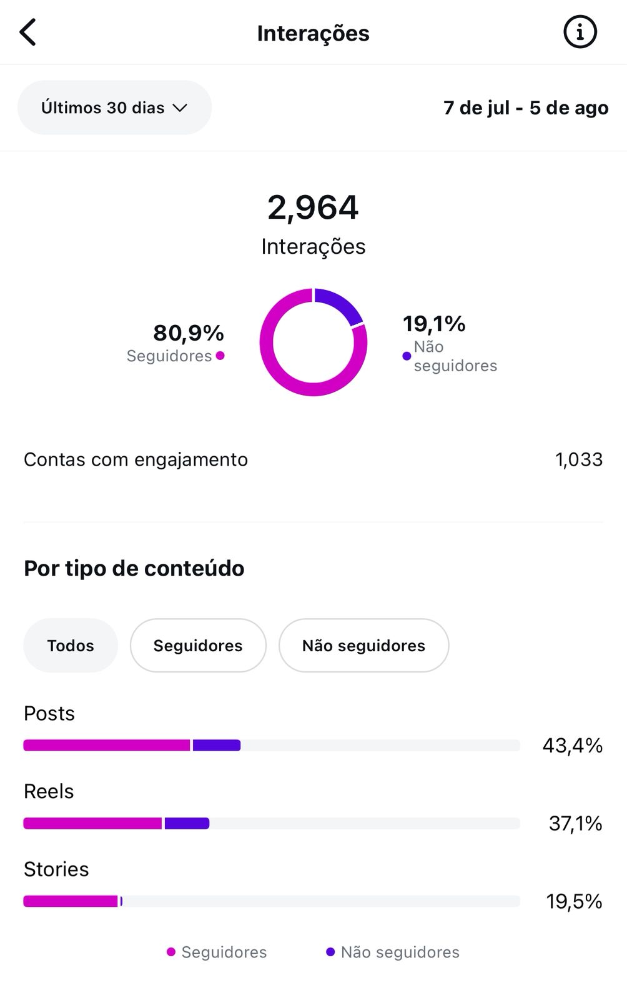 Interações
Últimos 30 dias
7 de jul - 5 de ago
2,964
Interações
80,9%
Seguidores
19,1%
Não
seguidores
Contas com engajamento 1,033
Por tipo de conteúdo
Todos Seguidores Não seguidores
Posts
43,4%
Reels
37,1%
Stories
19,5%
Seguidores Não seguidores